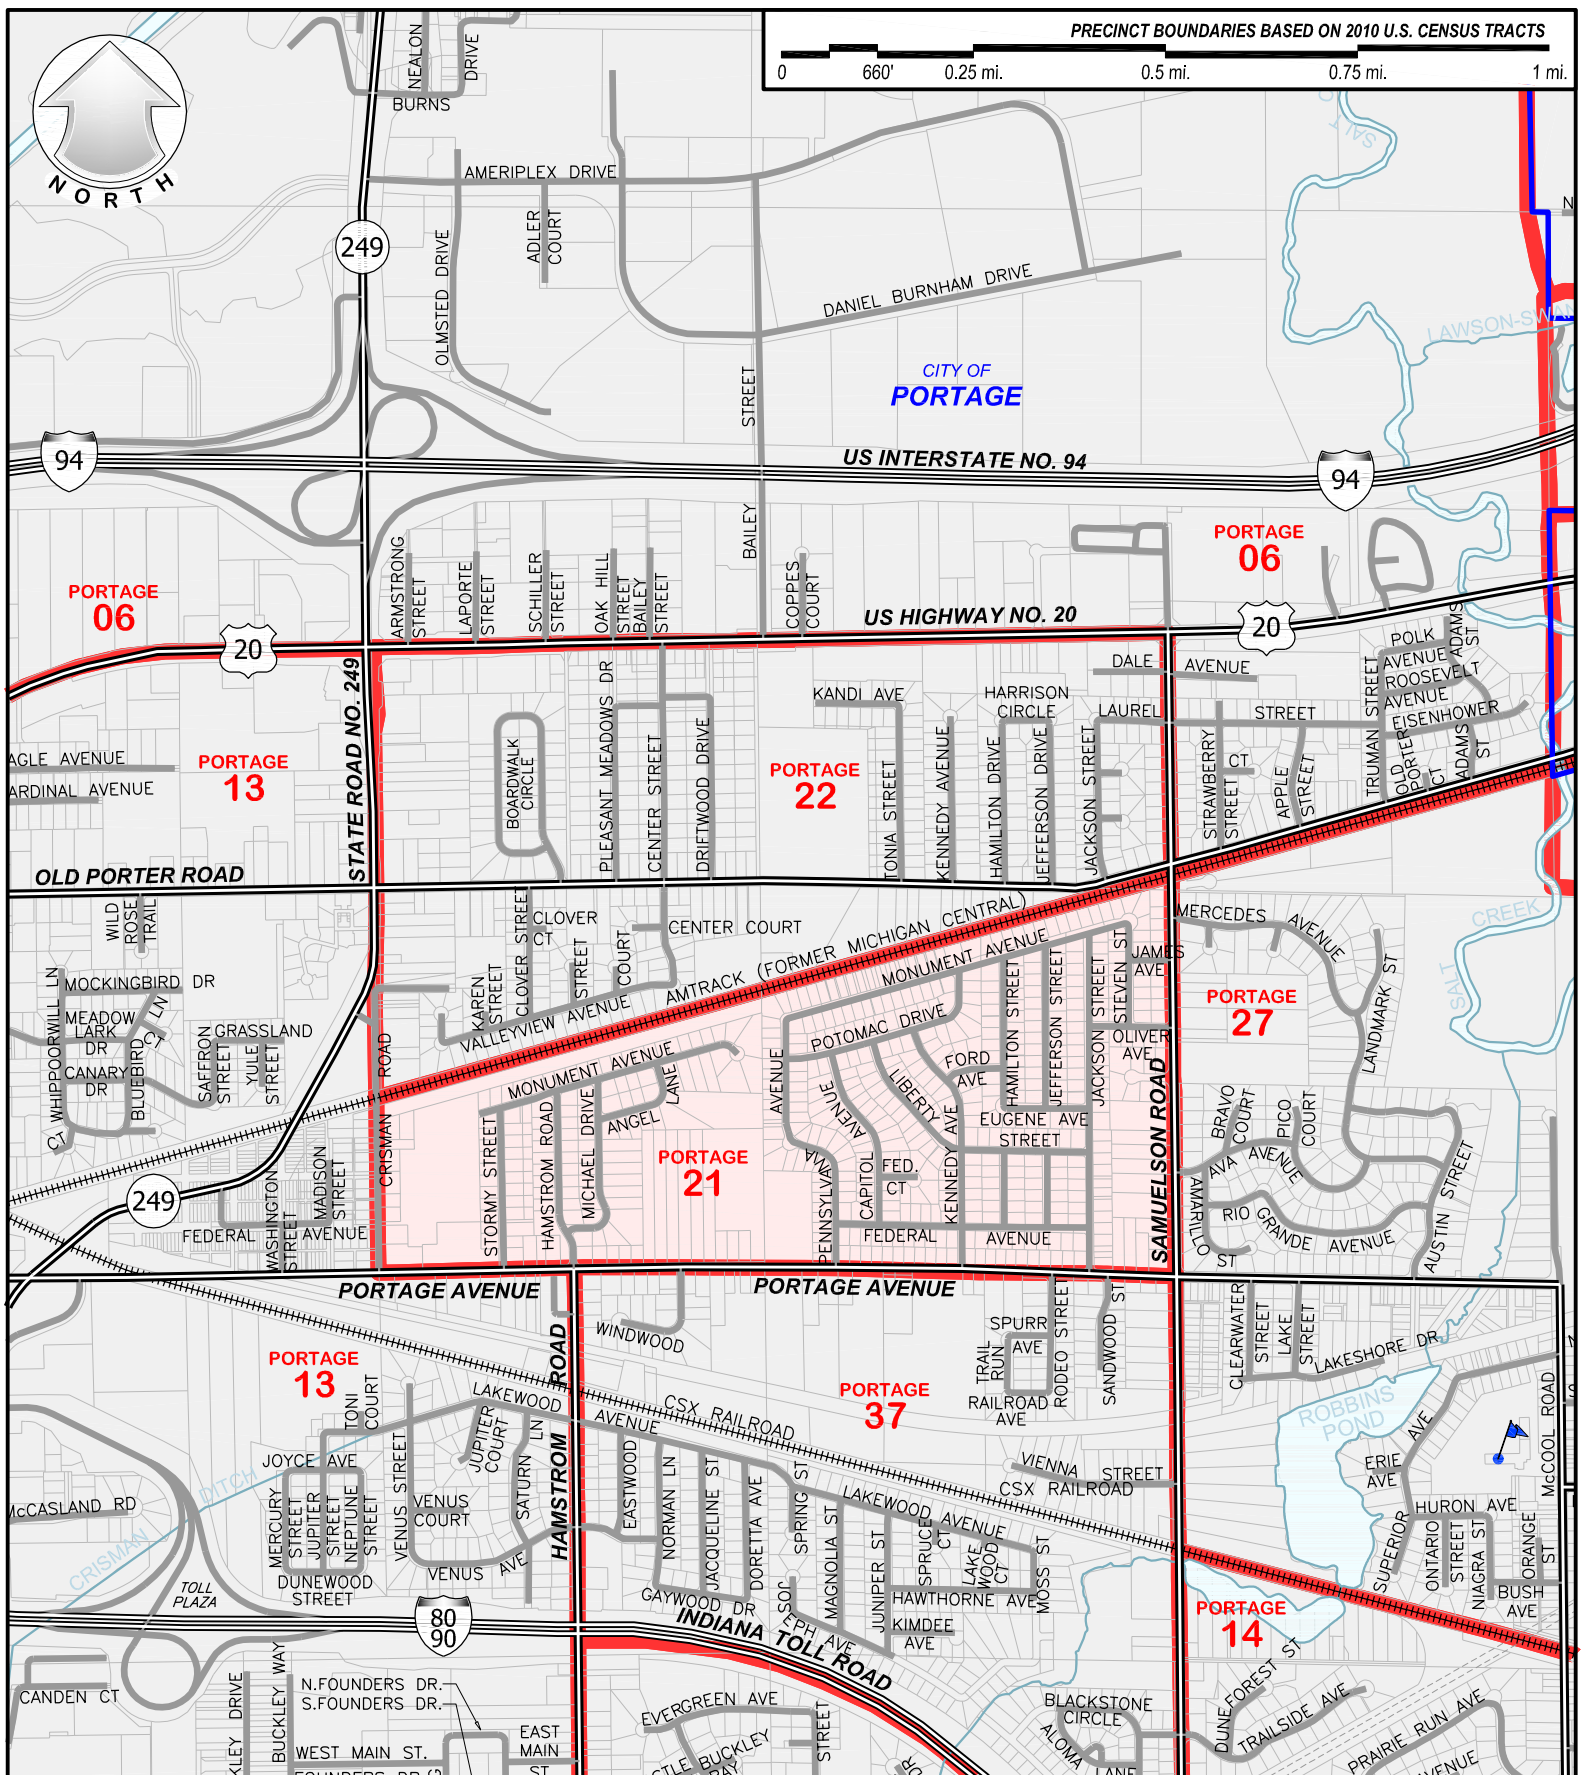 PRECINCT BOUNDARIES BASED ON 2010 U.S. CENSUS TRACTS
0 660' 0.25 mi. 0.5 mi. 0.75 mi. 1 mi.
NORTH
NEALON
DRIVE
BURNS
SALT
AMERIPLEX DRIVE
ADLER
COURT
249
OLMSTED DRIVE
DANIEL BURNHAM DRIVE
LAWSON-SWAN
CITY OF
PORTAGE
BAILEY STREET
94
US INTERSTATE NO. 94
94
PORTAGE
06
PORTAGE
06
ARMSTRONG
STREET
LAPORTE
STREET
SCHILLER
STREET
OAK HILL
STREET
BAILEY
STREET
COPPES
COURT
US HIGHWAY NO. 20
20
20
POLK
AVENUE
ADAMS
ST
ROOSEVELT
AVENUE
EISENHOWER
TRUMAN STREET
OLD
PORTER
CT
ADAMS
ST
DALE AVENUE
LAUREL STREET
KANDI AVE
HARRISON
CIRCLE
STATE ROAD NO. 249
AGLE AVENUE
ARDINAL AVENUE
PORTAGE
13
BOARDWALK
CIRCLE
PLEASANT MEADOWS DR
CENTER STREET
DRIFTWOOD DRIVE
PORTAGE
22
TONIA STREET
KENNEDY AVENUE
HAMILTON DRIVE
JEFFERSON DRIVE
JACKSON STREET
STRAWBERRY
STREET
CT
APPLE
STREET
OLD PORTER ROAD
WILD
ROSE
TRAIL
CLOVER STREET
CLOVER
CT
KAREN
STREET
STREET
COURT
CENTER COURT
VALLEYVIEW AVENUE
AMTRACK (FORMER MICHIGAN CENTRAL)
MONUMENT AVENUE
MERCEDES AVENUE
SALT CREEK
JAMES
AVE
STEVEN ST
LANDMARK ST
PORTAGE
27
WHIPPOORWILL LN
MOCKINGBIRD DR
MEADOW
LARK
DR
LN
CT
CANARY
DR
BLUEBIRD
CT
SAFFRON
STREET
GRASSLAND
YULE
STREET
CRISMAN ROAD
MONUMENT AVENUE
STORMY STREET
HAMSTROM ROAD
MICHAEL DRIVE
ANGEL LANE
PORTAGE
21
POTOMAC DRIVE
PENNSYLVANIA AVENUE
CAPITOL AVENUE
LIBERTY STREET
FORD
AVE
KENNEDY AVE
FED.
CT
HAMILTON STREET
JEFFERSON STREET
JACKSON STREET
EUGENE AVE
OLIVER
AVE
SAMUELSON ROAD
FEDERAL AVENUE
BRAVO
COURT
PICO
COURT
AVA AVENUE
AMARILLO
ST
RIO GRANDE AVENUE
AUSTIN STREET
249
FEDERAL AVENUE
WASHINGTON
STREET
MADISON
STREET
PORTAGE AVENUE
PORTAGE AVENUE
WINDWOOD
SPURR
AVE
TRAIL
RUN
RODEO STREET
RAILROAD
AVE
SANDWOOD ST
CLEARWATER
STREET
LAKE
STREET
LAKESHORE DR
ROBBINS
POND
McCOOL ROAD
PORTAGE
13
PORTAGE
37
HAMSTROM ROAD
CSX RAILROAD
TONI
COURT
LAKEWOOD AVENUE
JUPITER
COURT
SATURN LN
JOYCE AVE
MERCURY
STREET
JUPITER
STREET
NEPTUNE
STREET
VENUS STREET
VENUS
COURT
VENUS AVE
DUNEWOOD
STREET
McCASLAND RD
CRISMAN DITCH
TOLL
PLAZA
EASTWOOD
NORMAN LN
JACQUELINE ST
DORETTA AVE
SPRING ST
MAGNOLIA ST
JUNIPER ST
LAKEWOOD AVENUE
SPRUCE
CT
LAKE
WOOD
CT
MOSS ST
GAYWOOD DR
HAWTHORNE AVE
KIMDEE
AVE
VIENNA STREET
CSX RAILROAD
ERIE
AVE
AVE
SUPERIOR
HURON AVE
ONTARIO
STREET
NIAGRA ST
ORANGE
ST
BUSH
AVE
80
90
INDIANA TOLL ROAD
PORTAGE
14
CANDEN CT
KLEY DRIVE
BUCKLEY WAY
N.FOUNDERS DR.
S.FOUNDERS DR.
WEST MAIN ST.
EAST
MAIN
ST
EVERGREEN AVE
BUCKLEY
STREET
BLACKSTONE
CIRCLE
ALOMA
LANE
DUNE FOREST ST
TRAILSIDE AVE
PRAIRIE RUN AVE
AVENUE